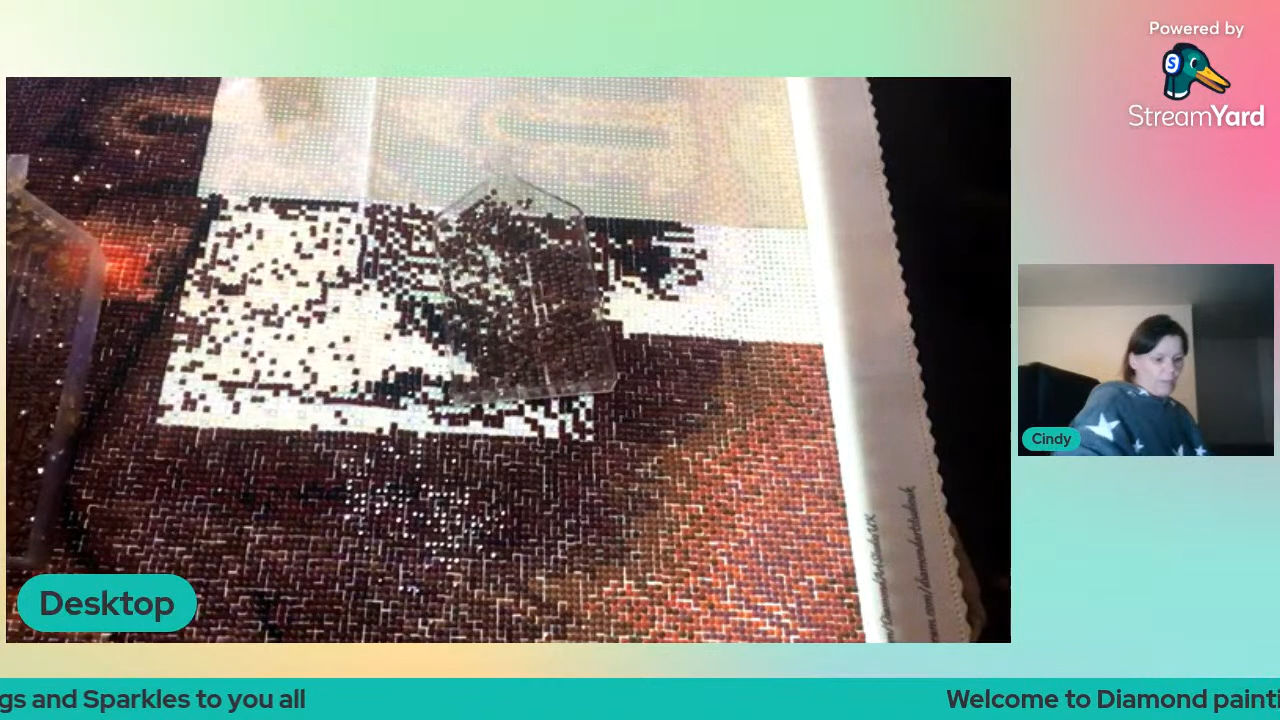 Powered by
StreamYard
Cindy
Desktop
gs and Sparkles to you all
Welcome to Diamond painti